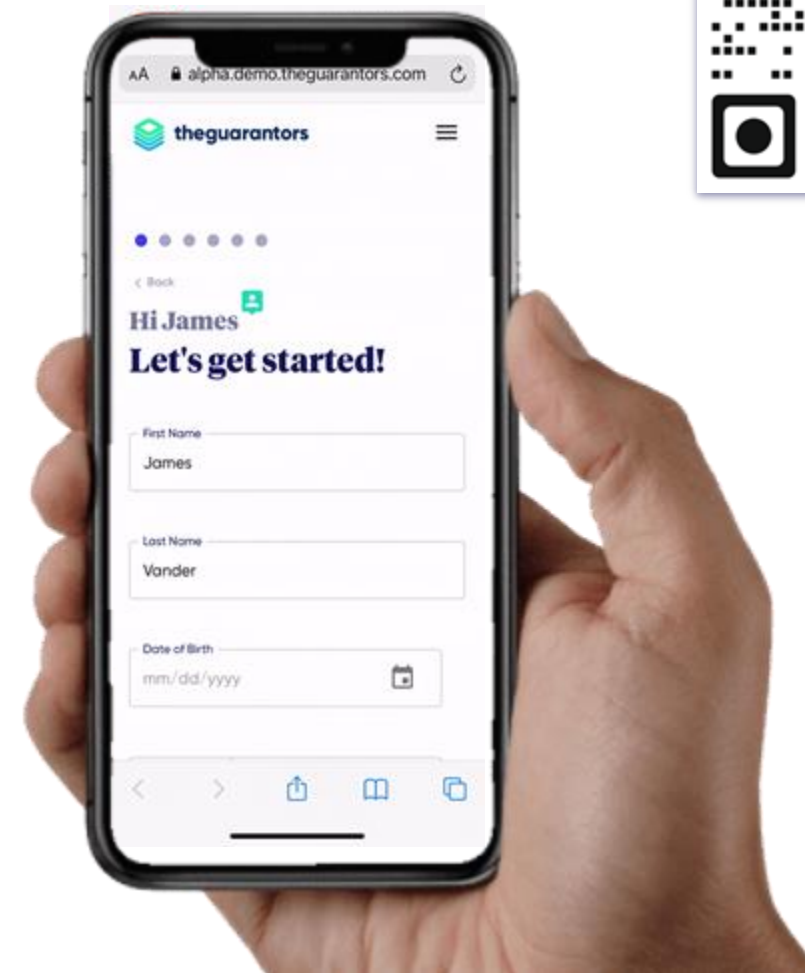 AA alpha.demo.theguarantors.com
theguarantors
< Back
Hi James
Let's get started!
First Name
James
Last Name
Vander
Date of Birth
mm/dd/yyyy